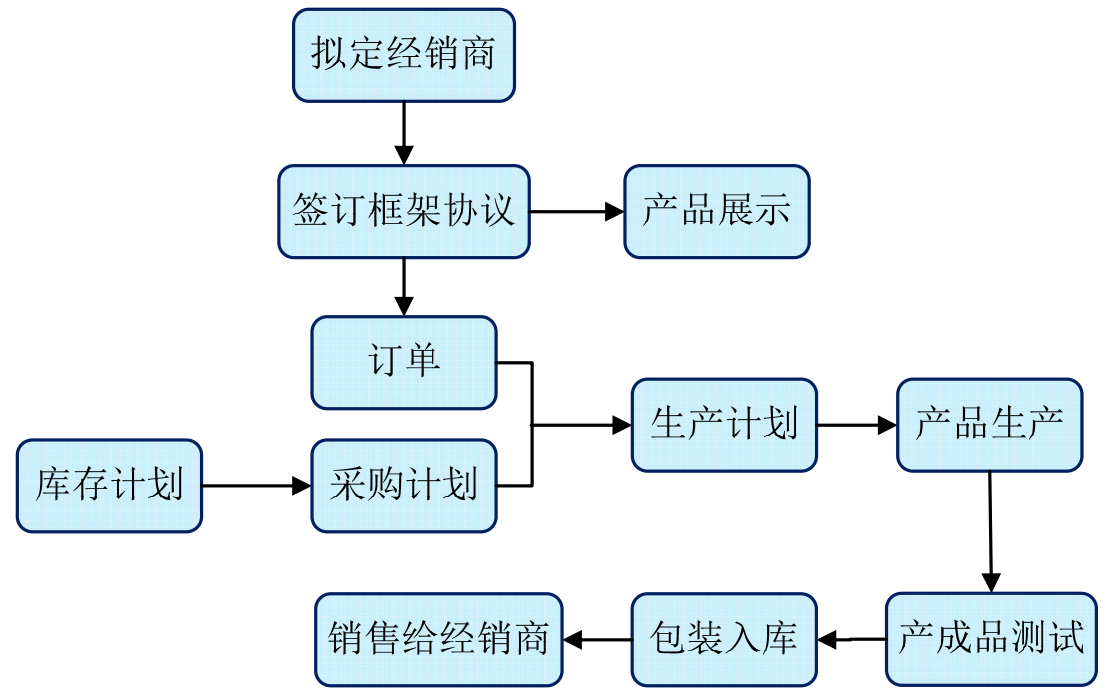 拟定经销商
签订框架协议
产品展示
订单
生产计划
产品生产
库存计划
采购计划
销售给经销商
包装入库
产成品测试